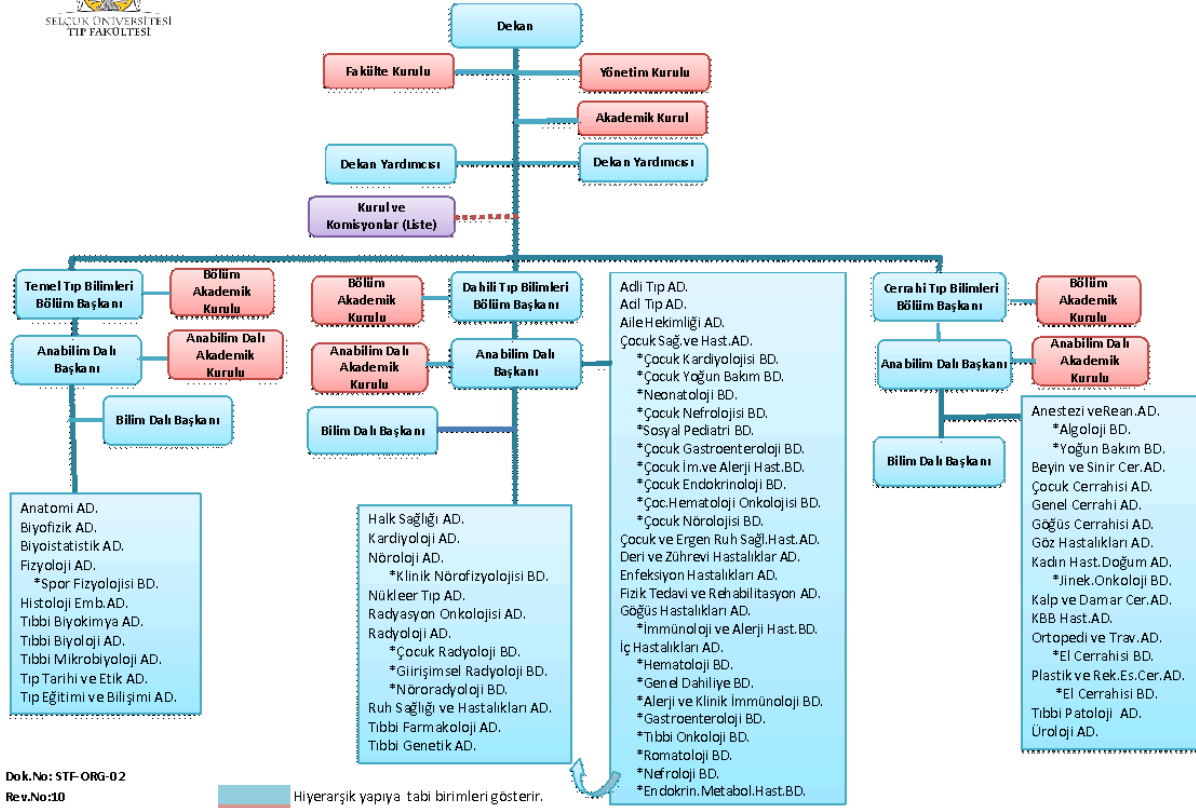 SELÇUK ÜNİVERSİTESİ
TIP FAKÜLTESİ
Dekan
Fakülte Kurulu
Yönetim Kurulu
Akademik Kurul
Dekan Yardımcısı
Dekan Yardımcısı
Kurul ve
Komisyonlar (Liste)
Temel Tıp Bilimleri
Bölüm Başkanı
Bölüm
Akademik
Kurulu
Anabilim Dalı
Başkanı
Anabilim Dalı
Akademik
Kurulu
Bilim Dalı Başkanı
Anatomi AD.
Biyofizik AD.
Biyoistatistik AD.
Fizyoloji AD.
*Spor Fizyolojisi BD.
Histoloji Emb.AD.
Tıbbi Biyokimya AD.
Tıbbi Biyoloji AD.
Tıbbi Mikrobiyoloji AD.
Tıp Tarihi ve Etik AD.
Tıp Eğitimi ve Bilişimi AD.
Bölüm
Akademik
Kurulu
Dahili Tıp Bilimleri
Bölüm Başkanı
Anabilim Dalı
Akademik
Kurulu
Anabilim Dalı
Başkanı
Bilim Dalı Başkanı
Halk Sağlığı AD.
Kardiyoloji AD.
Nöroloji AD.
*Klinik Nörofizyolojisi BD.
Nükleer Tıp AD.
Radyasyon Onkolojisi AD.
Radyoloji AD.
*Çocuk Radyoloji BD.
*Giirişimsel Radyoloji BD.
*Nöroradyoloji BD.
Ruh Sağlığı ve Hastalıkları AD.
Tıbbi Farmakoloji AD.
Tıbbi Genetik AD.
Adli Tıp AD.
Acil Tıp AD.
Aile Hekimliği AD.
Çocuk Sağ.ve Hast.AD.
*Çocuk Kardiyolojisi BD.
*Çocuk Yoğun Bakım BD.
*Neonatoloji BD.
*Çocuk Nefrolojisi BD.
*Sosyal Pediatri BD.
*Çocuk Gastroenteroloji BD.
*Çocuk İm.ve Alerji Hast.BD.
*Çocuk Endokrinoloji BD.
*Çoc.Hematoloji Onkolojisi BD.
*Çocuk Nörolojisi BD.
Çocuk ve Ergen Ruh Sağl.Hast.AD.
Deri ve Zührevi Hastalıklar AD.
Enfeksiyon Hastalıkları AD.
Fizik Tedavi ve Rehabilitasyon AD.
Göğüs Hastalıkları AD.
*İmmünoloji ve Alerji Hast.BD.
İç Hastalıkları AD.
*Hematoloji BD.
*Genel Dahiliye BD.
*Alerji ve Klinik İmmünoloji BD.
*Gastroenteroloji BD.
*Tıbbi Onkoloji BD.
*Romatoloji BD.
*Nefroloji BD.
*Endokrin.Metabol.Hast.BD.
Cerrahi Tıp Bilimleri
Bölüm Başkanı
Bölüm
Akademik
Kurulu
Anabilim Dalı Başkanı
Anabilim Dalı
Akademik
Kurulu
Bilim Dalı Başkanı
Anestezi veRean.AD.
*Algoloji BD.
*Yoğun Bakım BD.
Beyin ve Sinir Cer.AD.
Çocuk Cerrahisi AD.
Genel Cerrahi AD.
Göğüs Cerrahisi AD.
Göz Hastalıkları AD.
Kadın Hast.Doğum AD.
*Jinek.Onkoloji BD.
Kalp ve Damar Cer.AD.
KBB Hast.AD.
Ortopedi ve Trav.AD.
*El Cerrahisi BD.
Plastik ve Rek.Es.Cer.AD.
*El Cerrahisi BD.
Tıbbi Patoloji AD.
Üroloji AD.
Dok.No: STF-ORG-02
Rev.No:10
Hiyerarşik yapıya tabi birimleri gösterir.